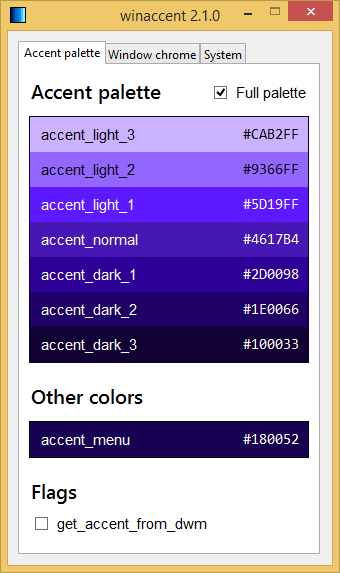 winaccent 2.1.0
Accent palette Window chrome System
Accent palette Full palette
accent_light_3 #CAB2FF
accent_light_2 #9366FF
accent_light_1 #5D19FF
accent_normal #4617B4
accent_dark_1 #2D0098
accent_dark_2 #1E0066
accent_dark_3 #100033
Other colors
accent_menu #180052
Flags
get_accent_from_dwm